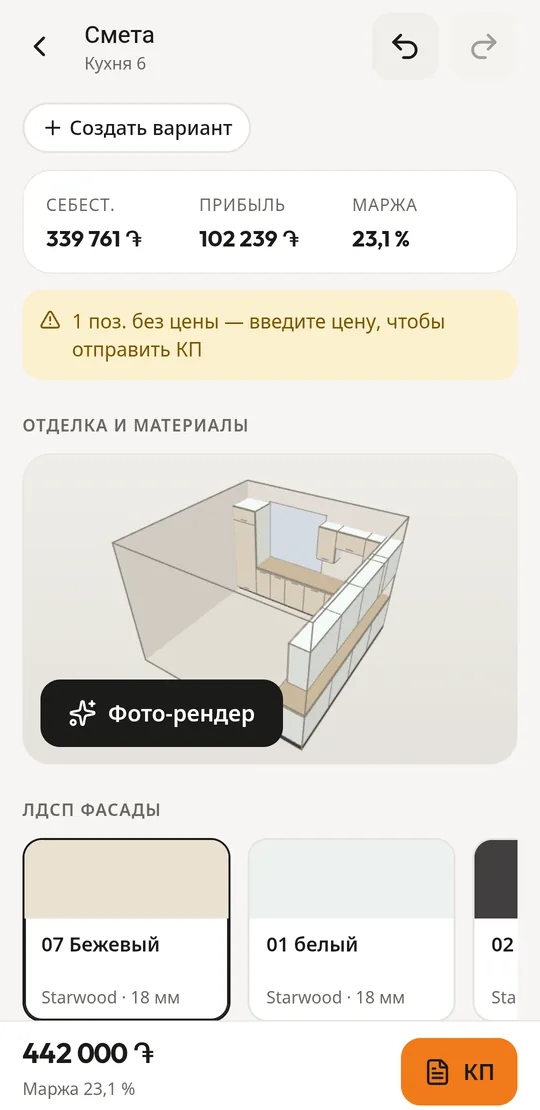 Смета
Кухня 6
+ Создать вариант
СЕБЕСТ. ПРИБЫЛЬ МАРЖА
339 761 ֏ 102 239 ֏ 23,1 %
1 поз. без цены — введите цену, чтобы
отправить КП
ОТДЕЛКА И МАТЕРИАЛЫ
Фото-рендер
ЛДСП ФАСАДЫ
07 Бежевый 01 белый 02
Starwood · 18 мм Starwood · 18 мм Sta
442 000 ֏
Маржа 23,1 %
КП